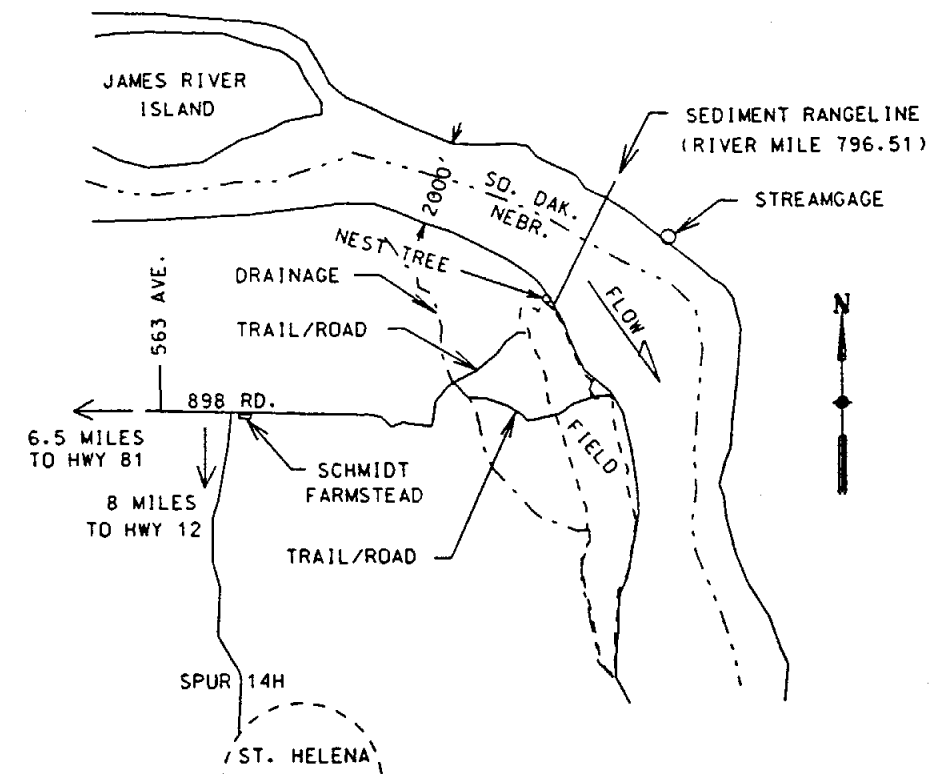 JAMES RIVER
ISLAND
SEDIMENT RANGELINE
(RIVER MILE 796.51)
SO. DAK.
NEBR.
2000'
STREAMGAGE
NEST TREE
DRAINAGE
FLOW
N
TRAIL/ROAD
563 AVE.
898 RD.
6.5 MILES
TO HWY 81
SCHMIDT
FARMSTEAD
FIELD
8 MILES
TO HWY 12
TRAIL/ROAD
SPUR 14H
ST. HELENA